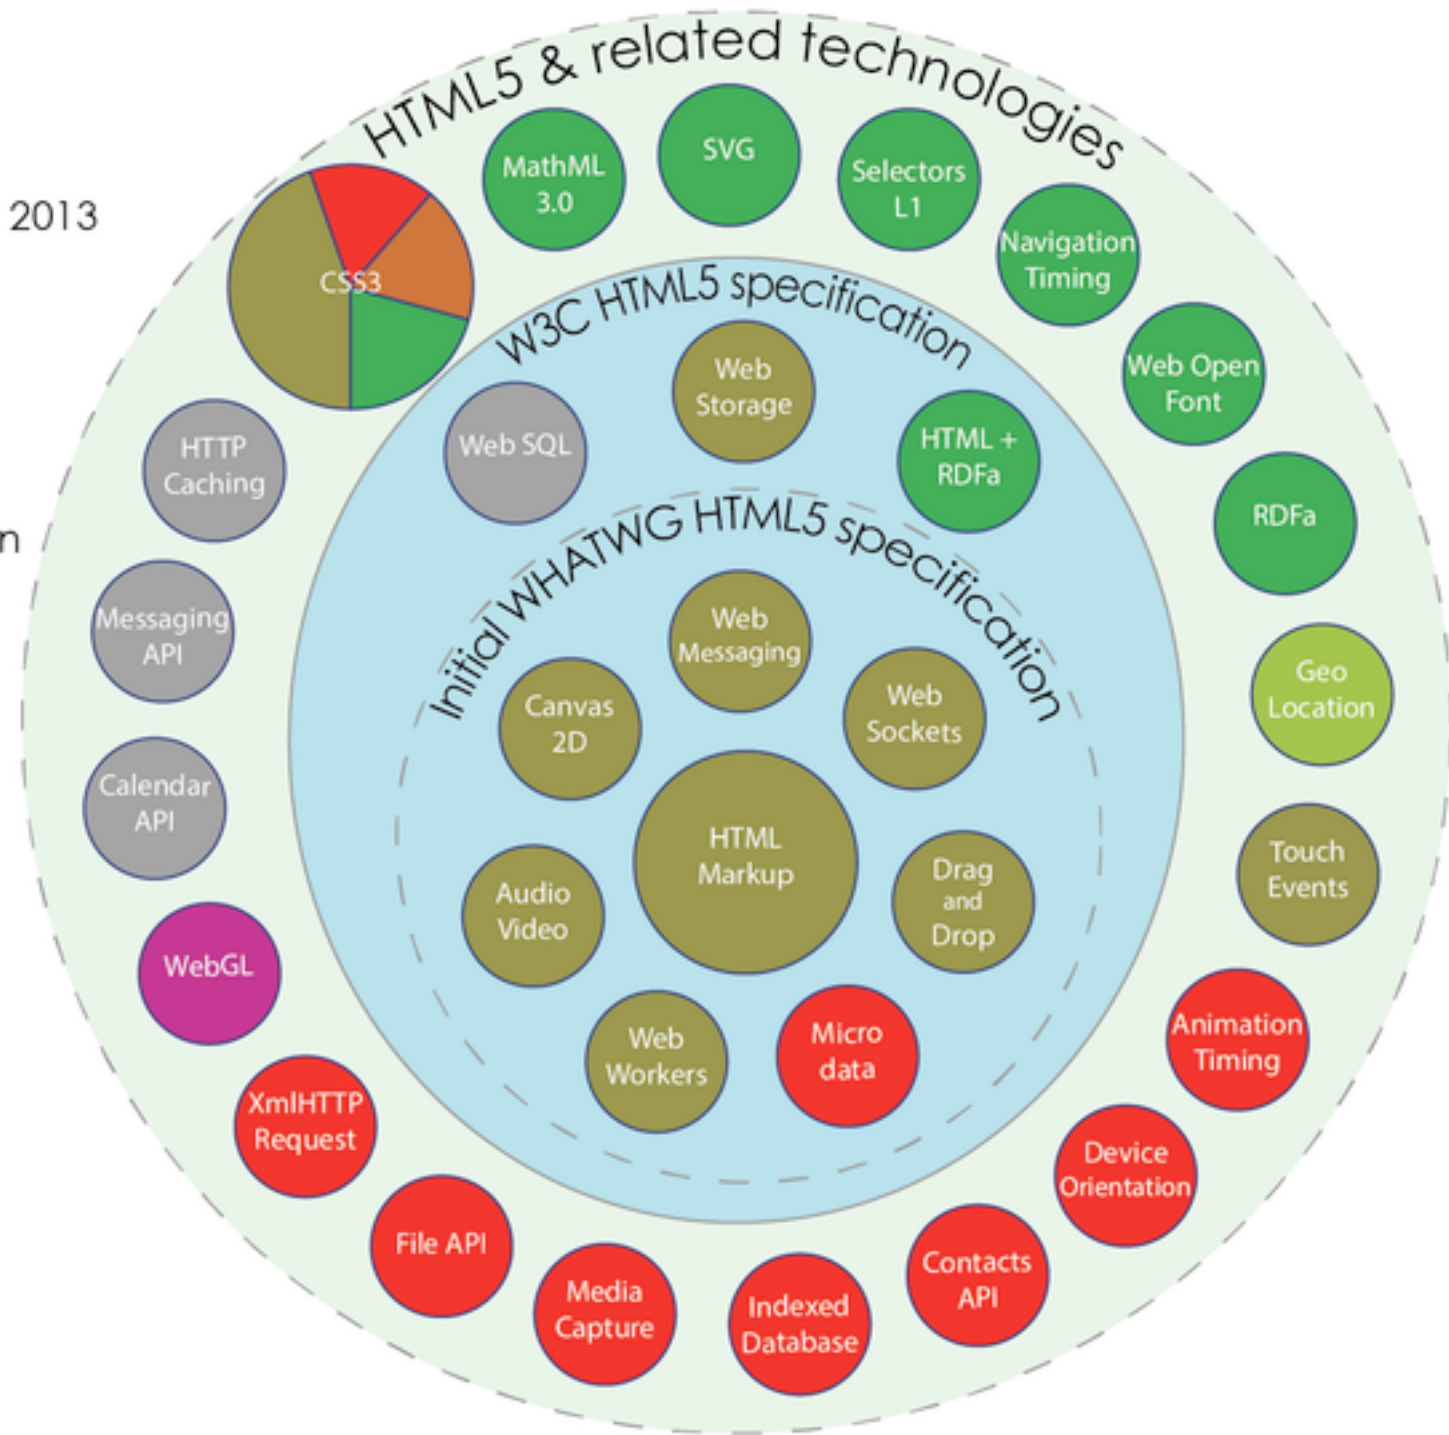 HTML5 & related technologies
2013
n
MathML
3.0
SVG
Selectors
L1
Navigation
Timing
Web Open
Font
RDFa
Geo
Location
Touch
Events
Animation
Timing
Device
Orientation
Contacts
API
Indexed
Database
Media
Capture
File API
XmlHTTP
Request
WebGL
Calendar
API
Messaging
API
HTTP
Caching
CSS3
W3C HTML5 specification
Web SQL
Web
Storage
HTML +
RDFa
Initial WHATWG HTML5 specification
Web
Messaging
Web
Sockets
Drag
and
Drop
Micro
data
Web
Workers
Audio
Video
Canvas
2D
HTML
Markup